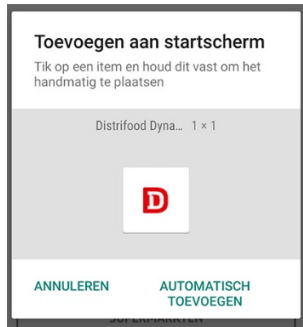 Toevoegen aan startscherm
Tik op een item en houd dit vast om het
handmatig te plaatsen
Distrifood Dyna... 1 × 1
D
ANNULEREN
AUTOMATISCH
TOEVOEGEN
SUPERMARKTEN